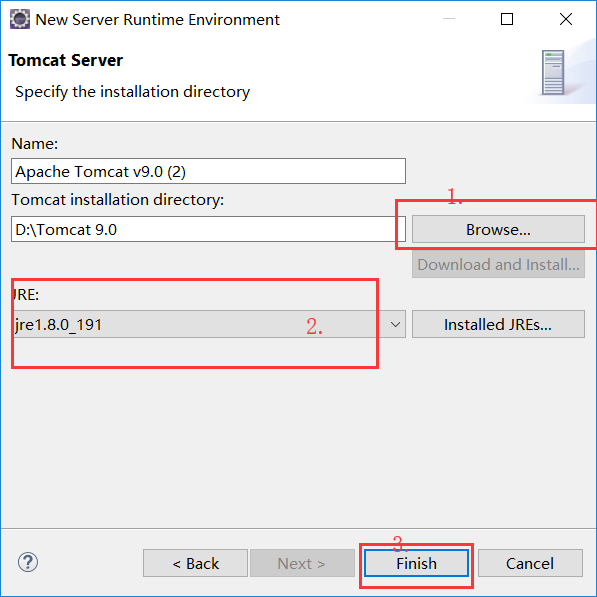 New Server Runtime Environment
Tomcat Server
Specify the installation directory
Name:
Apache Tomcat v9.0 (2)
Tomcat installation directory:
1.
D:\Tomcat 9.0
Browse...
Download and Install...
JRE:
jre1.8.0_191
2.
Installed JREs...
3.
?
< Back
Next >
Finish
Cancel